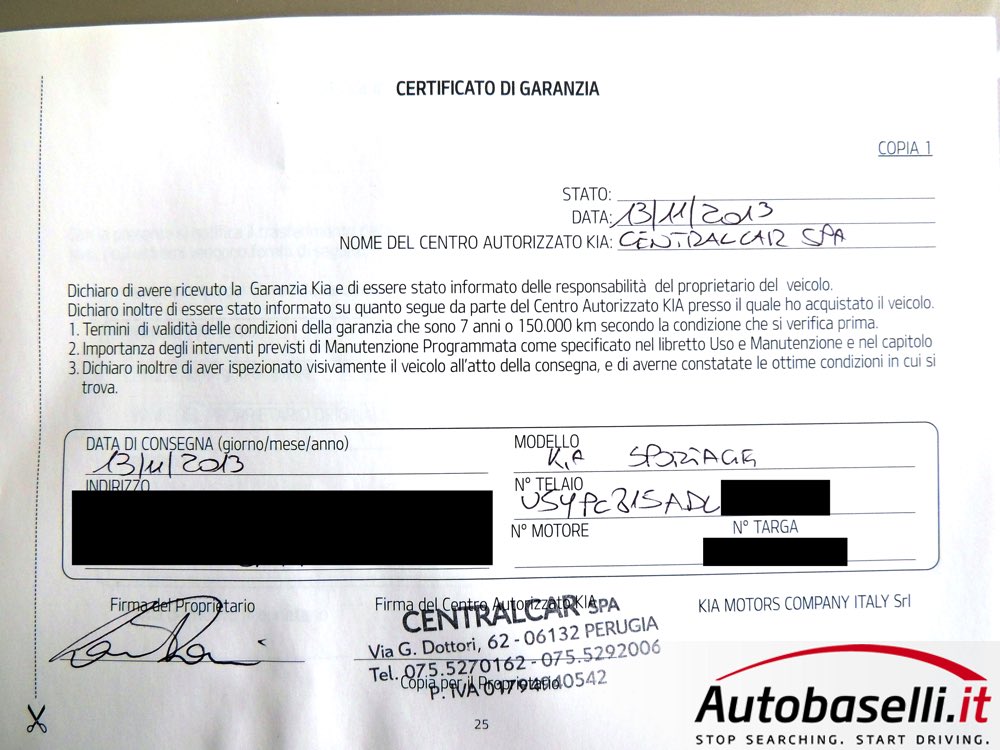 CERTIFICATO DI GARANZIA
COPIA 1
STATO:
DATA: 13/11/2013
NOME DEL CENTRO AUTORIZZATO KIA: CENTRALCAR SPA
Dichiaro di avere ricevuto la Garanzia Kia e di essere stato informato delle responsabilità del proprietario del veicolo.
Dichiaro inoltre di essere stato informato su quanto segue da parte del Centro Autorizzato KIA presso il quale ho acquistato il veicolo.
1. Termini di validità delle condizioni della garanzia che sono 7 anni o 150.000 km secondo la condizione che si verifica prima.
2. Importanza degli interventi previsti di Manutenzione Programmata come specificato nel libretto Uso e Manutenzione e nel capitolo
3. Dichiaro inoltre di aver ispezionato visivamente il veicolo all'atto della consegna, e di averne constatate le ottime condizioni in cui si
trova.
DATA DI CONSEGNA (giorno/mese/anno)
13/11/2013
INDIRIZZO
MODELLO
KIA SPORTAGE
N° TELAIO
U5YPC815ADL
N° MOTORE
N° TARGA
Firma del Proprietario
Firma del Centro Autorizzato KIA
KIA MOTORS COMPANY ITALY Srl
CENTRALCAR SPA
Via G. Dottori, 62 - 06132 PERUGIA
Tel. 075.5270162 - 075.5292006
P. IVA 01794940542
Copia per il Proprietario
25
Autobaselli.it
STOP SEARCHING. START DRIVING.